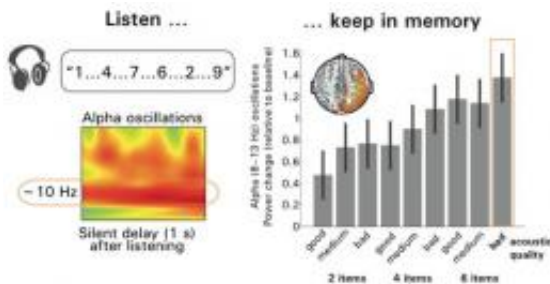 Listen ...
"1...4...7...6...2...9"
Alpha oscillations
~10 Hz
Silent delay (1 s)
after listening
... keep in memory
Alpha (8–13 Hz) oscillations
Power change (relative to baseline)
1.6
1.4
1.2
1
0.8
0.6
0.4
0.2
0
good
medium
bad
good
medium
bad
good
medium
bad
acoustic
quality
2 items
4 items
6 items